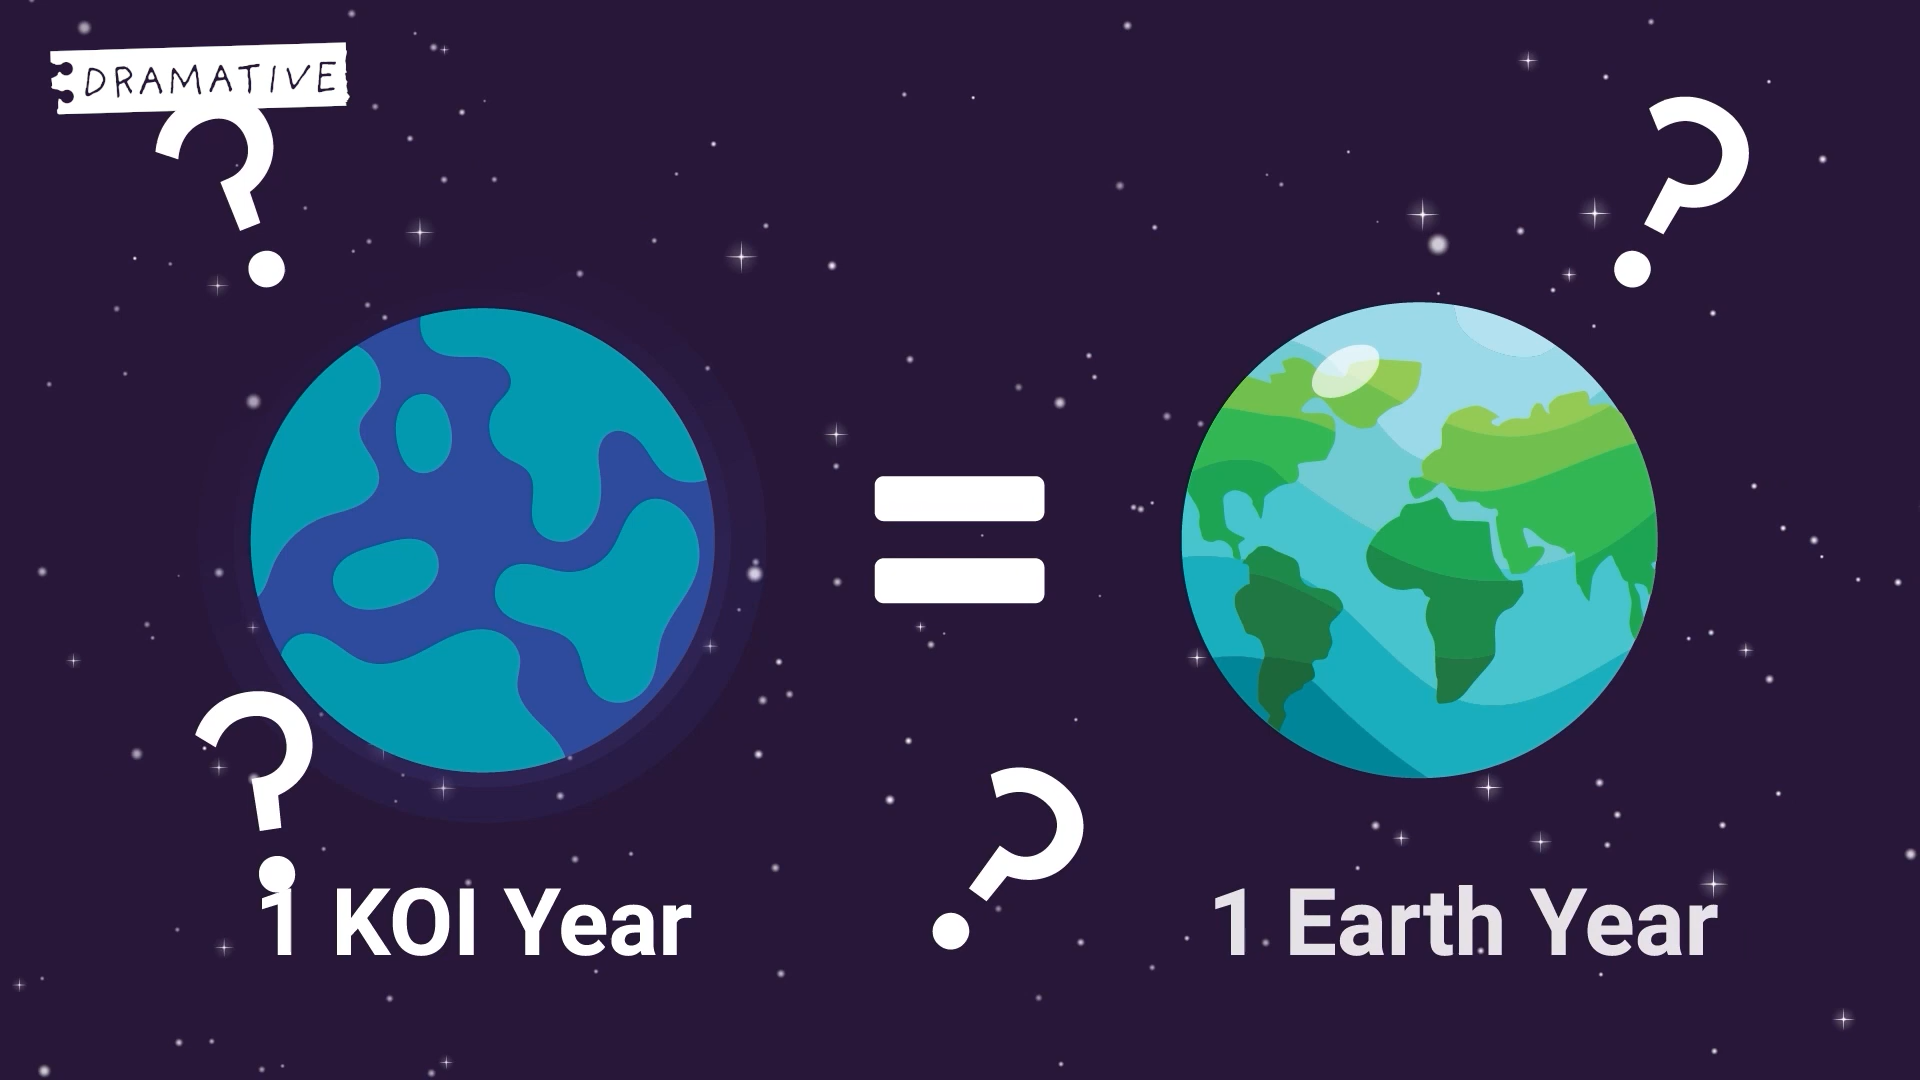 DRAMATIVE
?
?
=
?
?
1 KOI Year
1 Earth Year